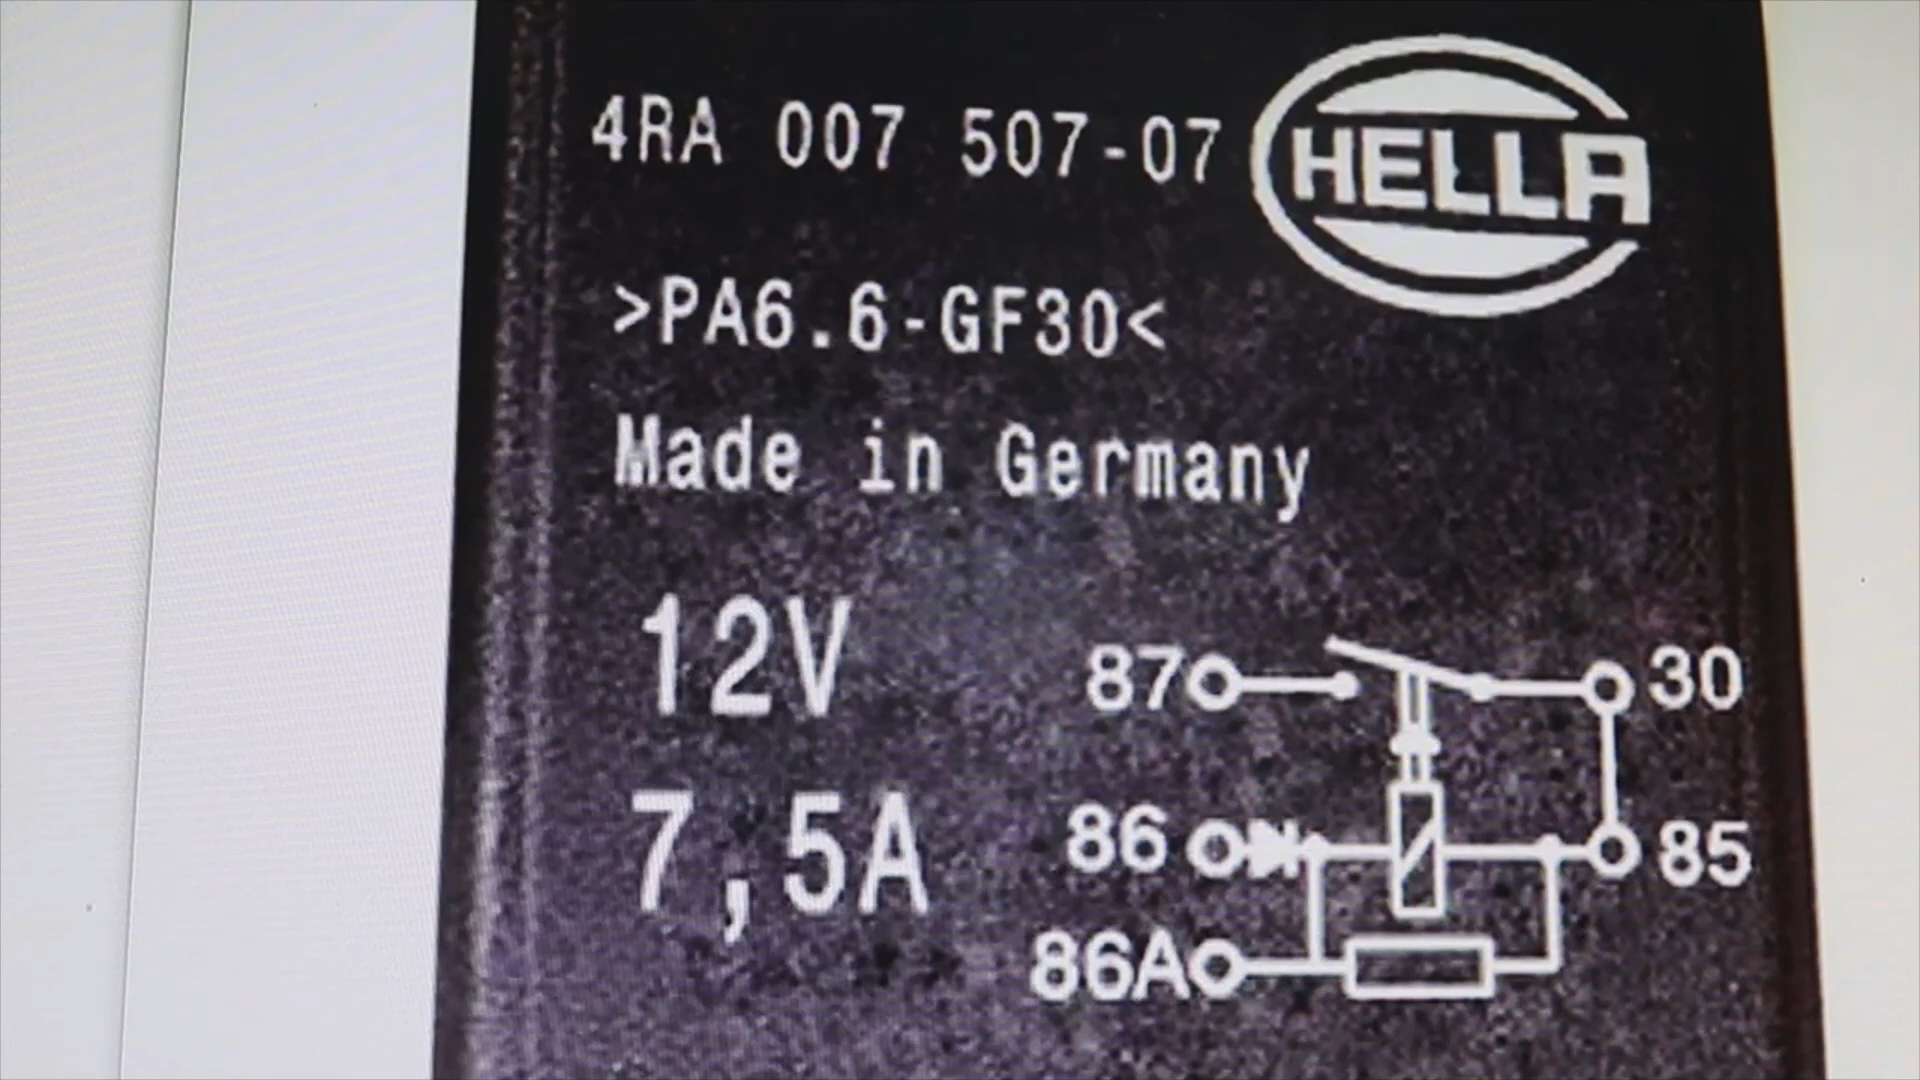 4RA 007 507-07
HELLA
>PA6.6-GF30<
Made in Germany
12V
7,5A
87
30
86
85
86A